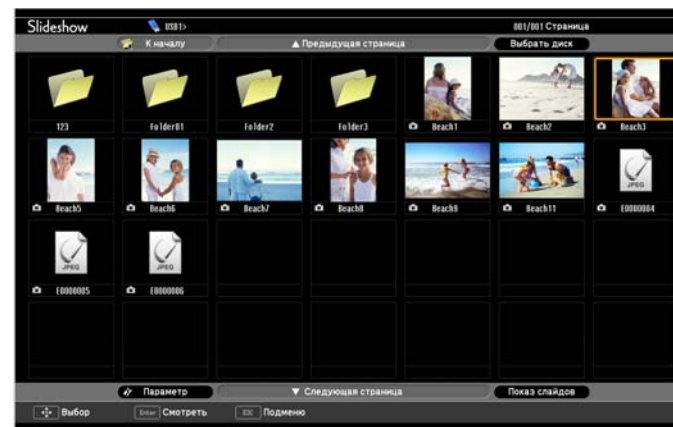 Slideshow USB1> 001/001 Страница
К началу ▲ Предыдущая страница Выбрать диск
123 Folder01 Folder2 Folder3 Beach1 Beach2 Beach3
Beach5 Beach6 Beach7 Beach8 Beach9 Beach11 JPEG E0000004
JPEG JPEG
E0000005 E0000006
Параметр ▼ Следующая страница Показ слайдов
Выбор Enter Смотреть ESC Подменю